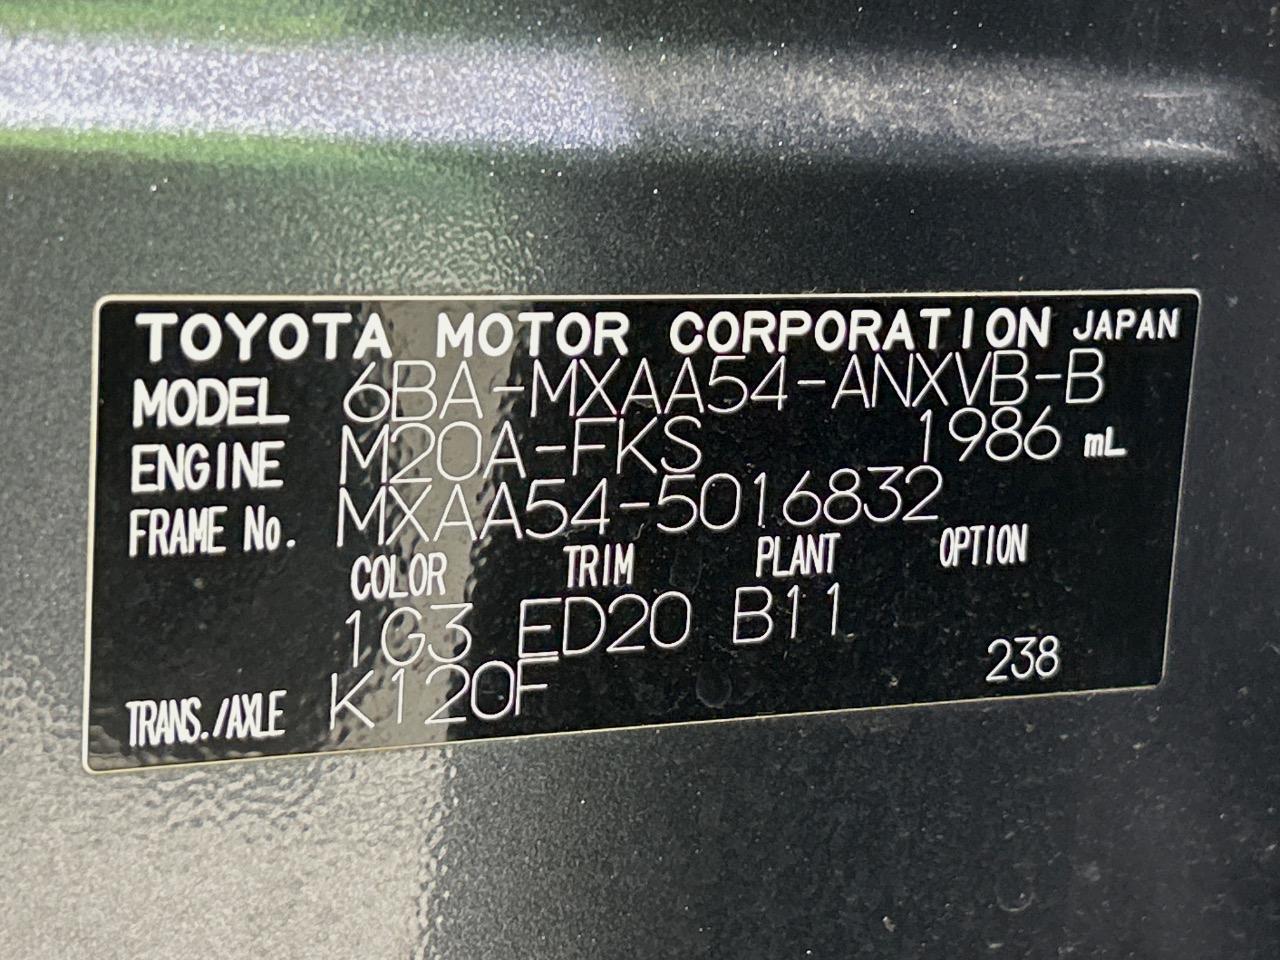 TOYOTA MOTOR CORPORATION JAPAN
MODEL 6BA-MXAA54-ANXVB-B
ENGINE M20A-FKS 1986 mL
FRAME No. MXAA54-5016832
COLOR TRIM PLANT OPTION
1G3 ED20 B11
TRANS./AXLE K120F 238